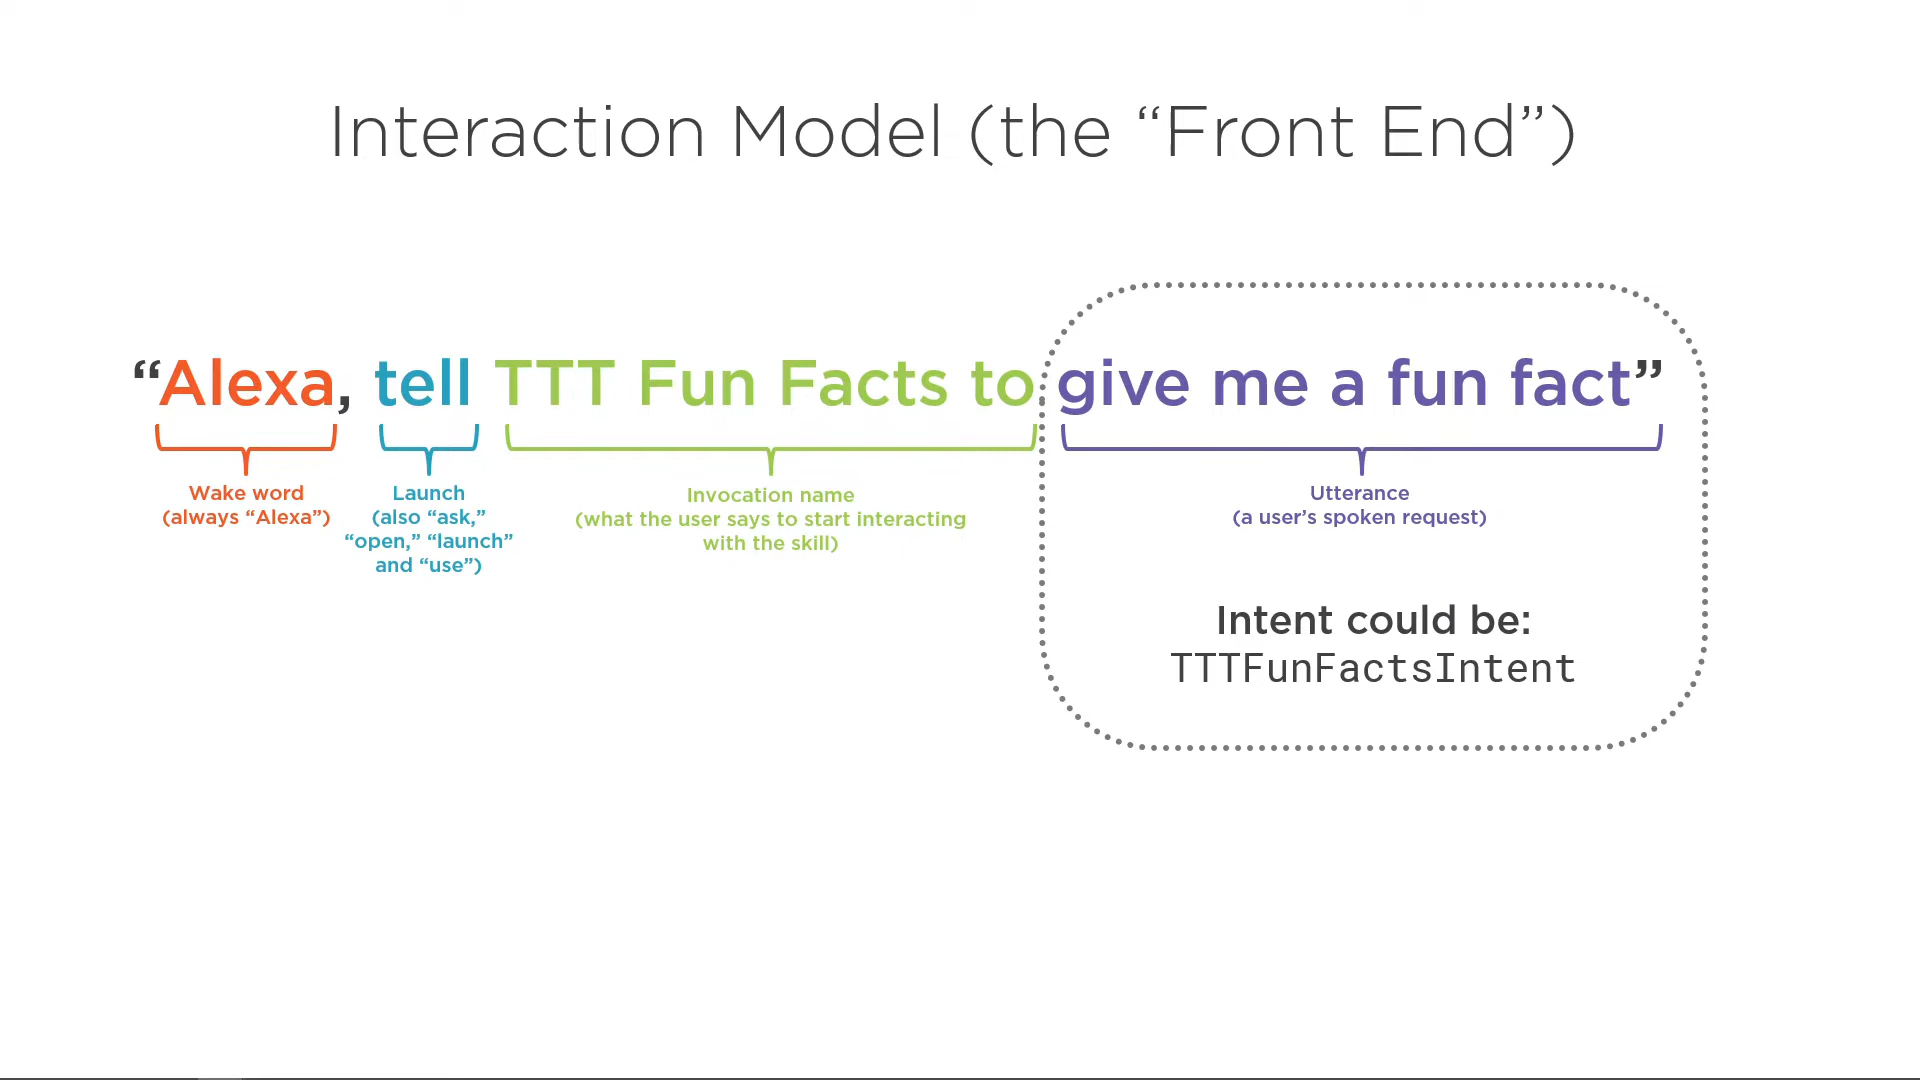 Interaction Model (the “Front End”)
“Alexa, tell TTT Fun Facts to give me a fun fact”
Wake word
(always “Alexa”)
Launch
(also “ask,”
“open,” “launch”
and “use”)
Invocation name
(what the user says to start interacting
with the skill)
Utterance
(a user’s spoken request)
Intent could be:
TTTFunFactsIntent